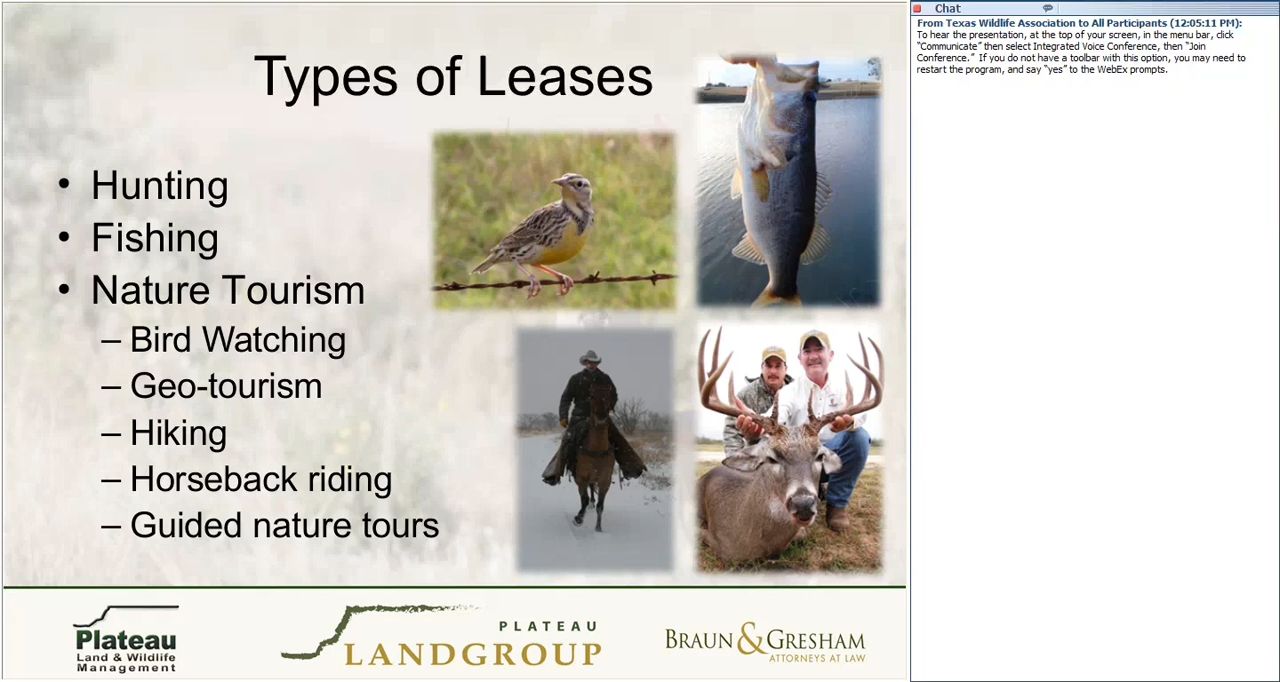 Types of Leases
• Hunting
• Fishing
• Nature Tourism
– Bird Watching
– Geo-tourism
– Hiking
– Horseback riding
– Guided nature tours
Plateau
Land & Wildlife
Management
PLATEAU
LANDGROUP
BRAUN & GRESHAM
ATTORNEYS AT LAW
Chat
From Texas Wildlife Association to All Participants (12:05:11 PM):
To hear the presentation, at the top of your screen, in the menu bar, click
"Communicate" then select Integrated Voice Conference, then "Join
Conference."  If you do not have a toolbar with this option, you may need to
restart the program, and say "yes" to the WebEx prompts.